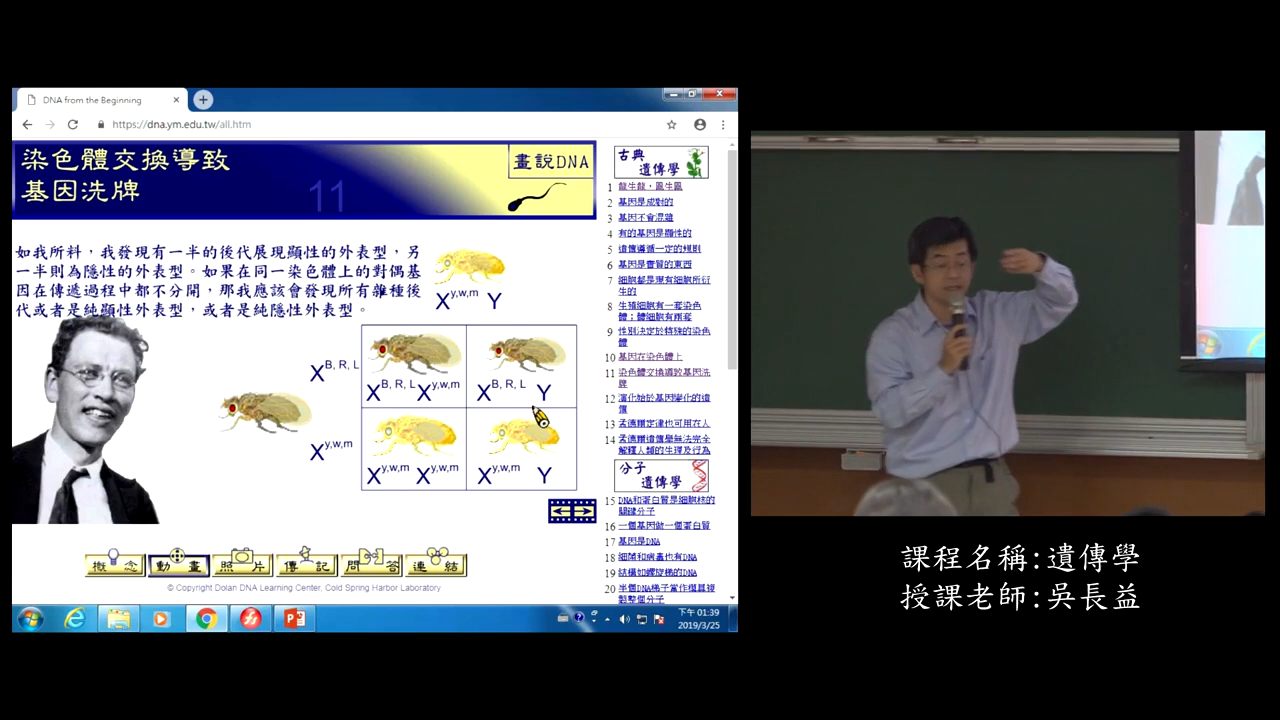 DNA from the Beginning
https://dna.ym.edu.tw/all.htm
染色體交換導致
基因洗牌
11
畫說DNA
如我所料，我發現有一半的後代展現顯性的外表型，另
一半則為隱性的外表型。如果在同一染色體上的對偶基
因在傳遞過程中都不分開，那我應該會發現所有雜種後
代或者是純顯性外表型，或者是純隱性外表型。
X y,w,m Y
X B, R, L
X B, R, L X y,w,m
X B, R, L Y
X y,w,m
X y,w,m X y,w,m
X y,w,m Y
概念
動畫
照片
傳記
問答
連結
© Copyright Dolan DNA Learning Center, Cold Spring Harbor Laboratory
古典
遺傳學
1 龍生龍，鳳生鳳
2 基因是成對的
3 基因不會混雜
4 有的基因是顯性的
5 遺傳遵循一定的規則
6 基因是實質的東西
7 細胞都是現有細胞所衍
生的
8 生殖細胞有一套染色
體；體細胞有兩套
9 性別決定於特殊的染色
體
10 基因在染色體上
11 染色體交換導致基因洗
牌
12 演化始於基因變化的遺
傳
13 孟德爾定律也可用在人
14 孟德爾遺傳學無法完全
解釋人類的生理及行為
分子
遺傳學
15 DNA和蛋白質是細胞核的
關鍵分子
16 一個基因做一個蛋白質
17 基因是DNA
18 細菌和病毒也有DNA
19 結構如螺旋梯的DNA
20 半個DNA梯子當作模具複
製整個分子
下午 01:39
2019/3/25
課程名稱:遺傳學
授課老師:吳長益